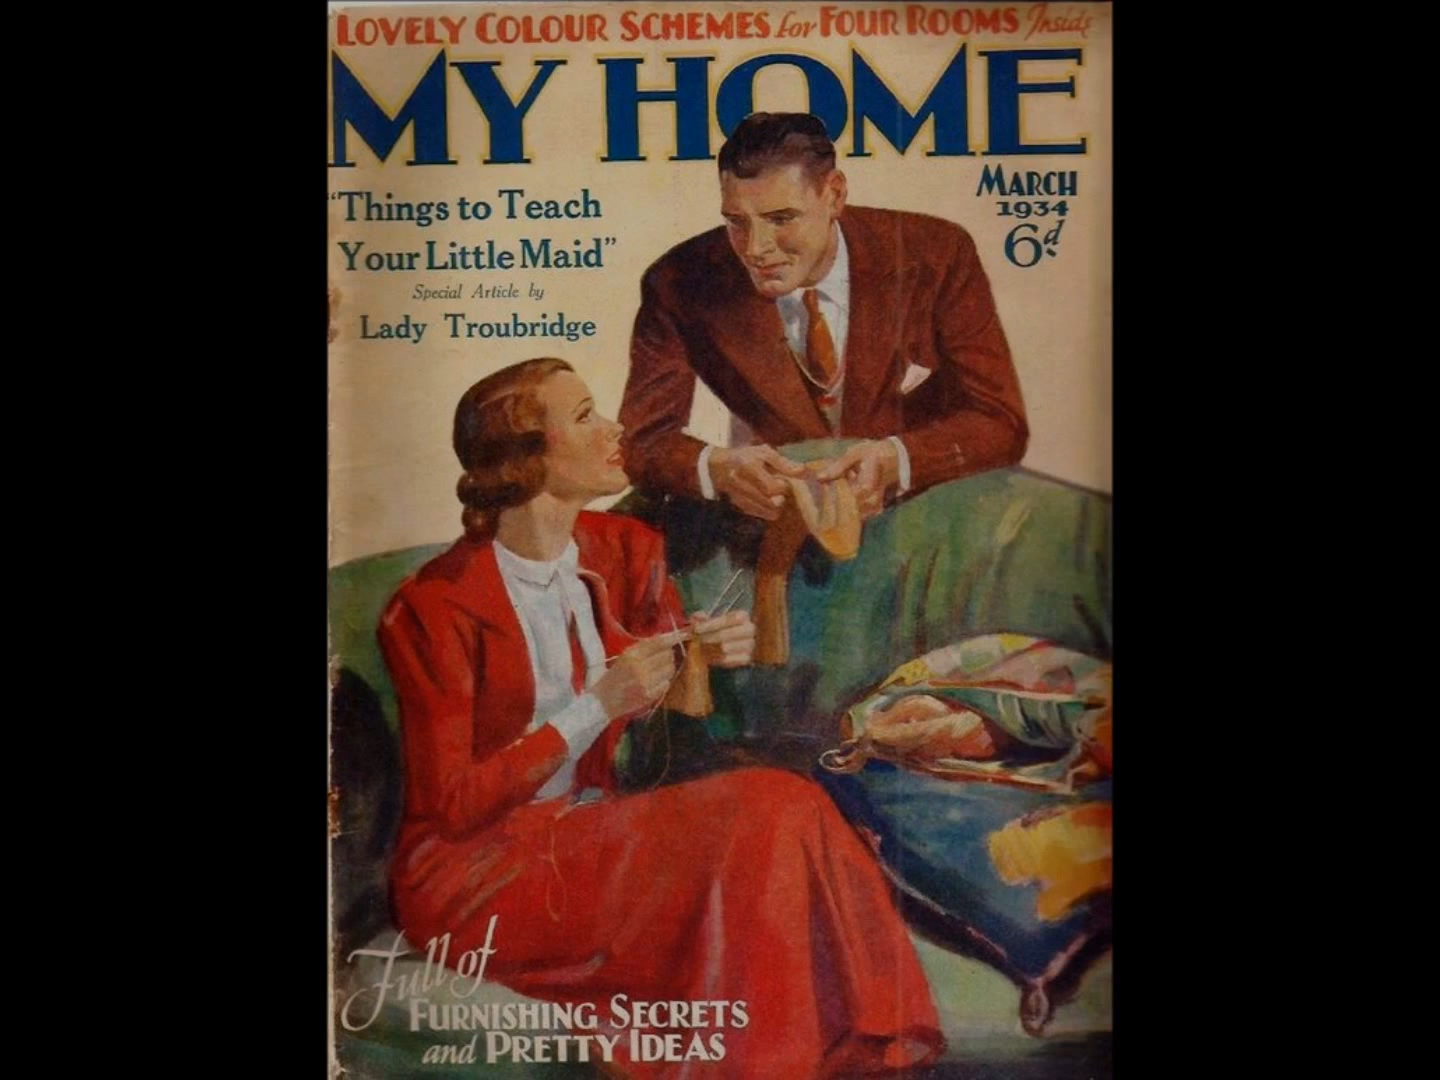 LOVELY COLOUR SCHEMES for FOUR ROOMS Inside
MY HOME
MARCH
1934
6d.
"Things to Teach
Your Little Maid"
Special Article by
Lady Troubridge
Full of
FURNISHING SECRETS
and PRETTY IDEAS